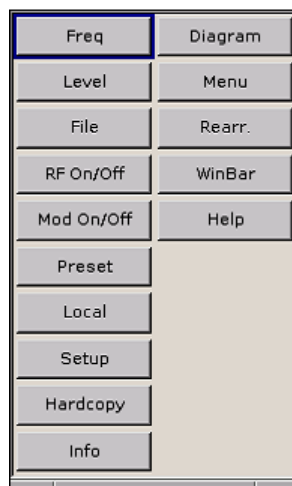 Freq Diagram
Level Menu
File Rearr.
RF On/Off WinBar
Mod On/Off Help
Preset
Local
Setup
Hardcopy
Info